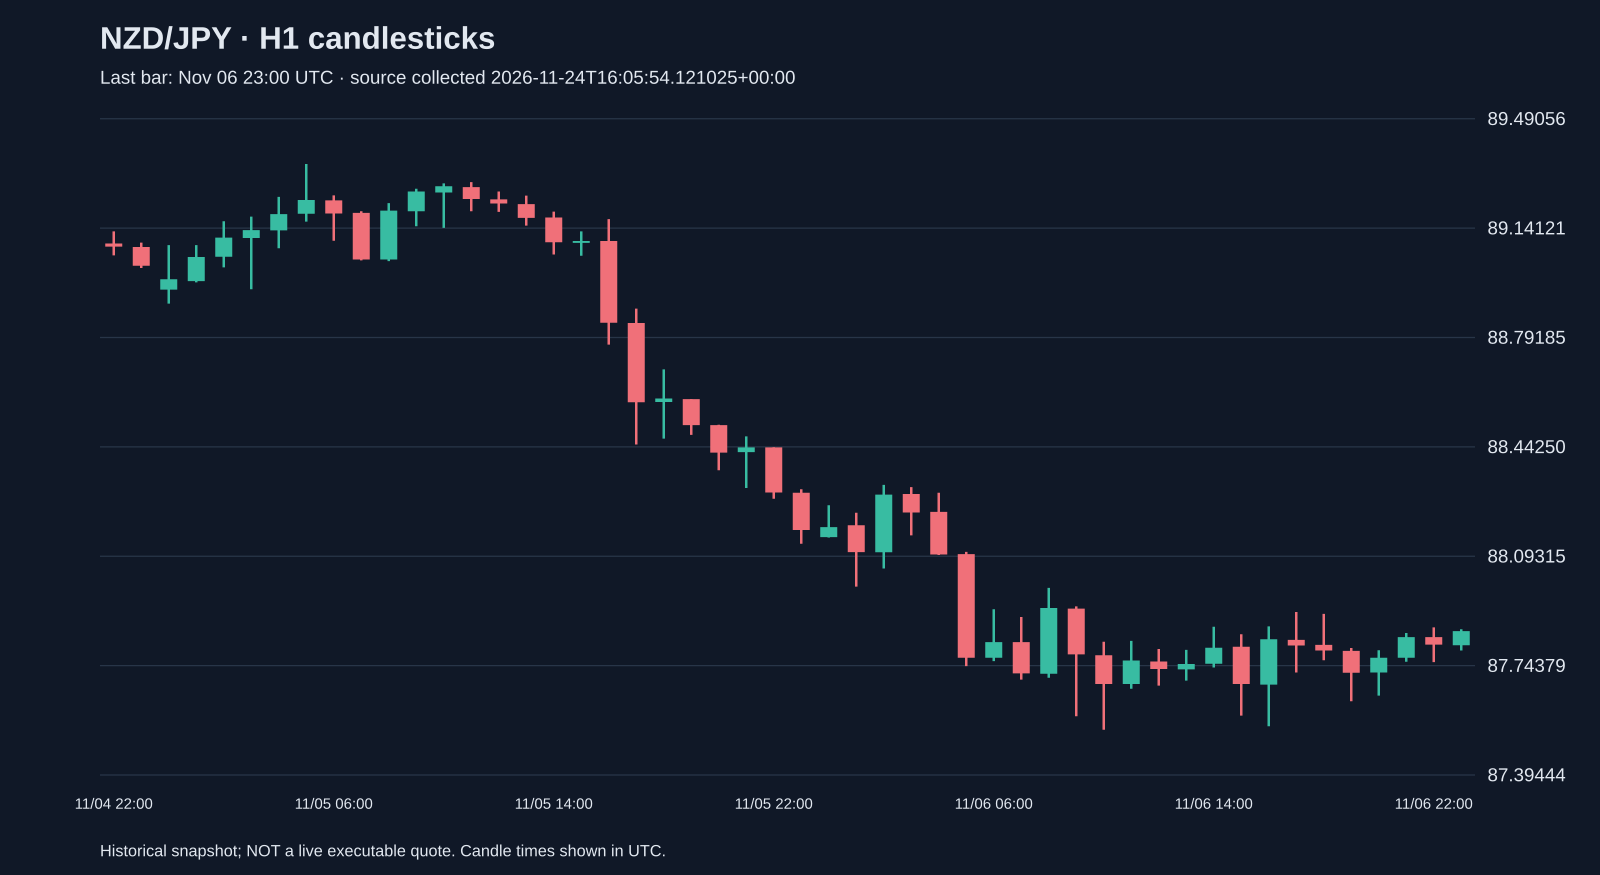 NZD/JPY · H1 candlesticks
Last bar: Nov 06 23:00 UTC · source collected 2026-11-24T16:05:54.121025+00:00
89.49056
89.14121
88.79185
88.44250
88.09315
87.74379
87.39444
11/04 22:00 11/05 06:00 11/05 14:00 11/05 22:00 11/06 06:00 11/06 14:00 11/06 22:00
Historical snapshot; NOT a live executable quote. Candle times shown in UTC.